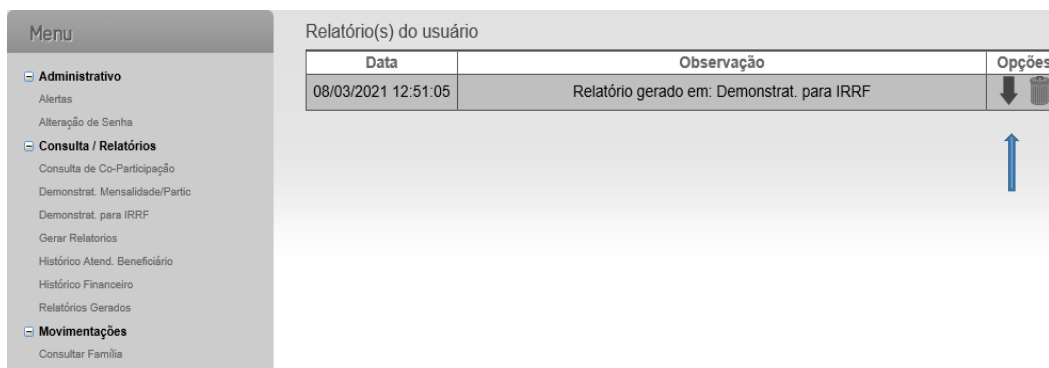 Menu
Administrativo
Alertas
Alteração de Senha
Consulta / Relatórios
Consulta de Co-Participação
Demonstrat. Mensalidade/Partic
Demonstrat. para IRRF
Gerar Relatorios
Histórico Atend. Beneficiário
Histórico Financeiro
Relatórios Gerados
Movimentações
Consultar Família
Relatório(s) do usuário
Data Observação Opções
08/03/2021 12:51:05 Relatório gerado em: Demonstrat. para IRRF